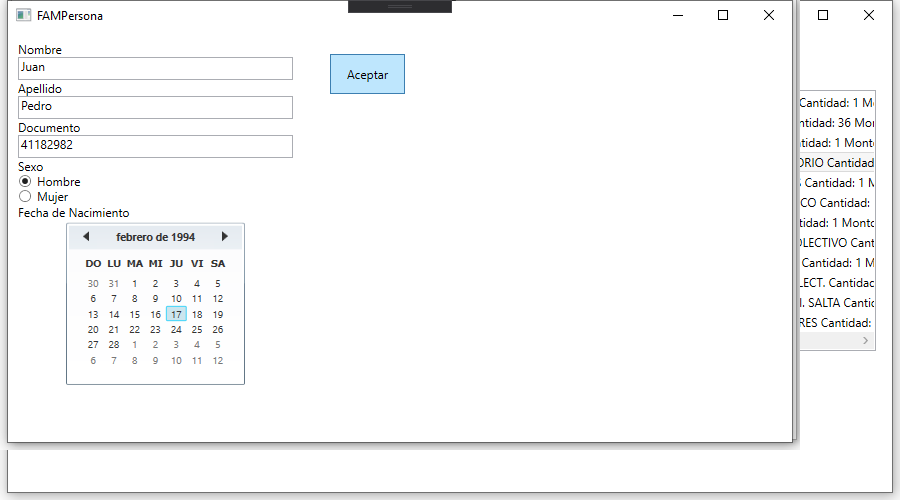 FAMPersona
Nombre
Juan
Aceptar
Apellido
Pedro
Documento
41182982
Sexo
Hombre
Mujer
Fecha de Nacimiento
febrero de 1994
DO LU MA MI JU VI SA
30 31 1 2 3 4 5
6 7 8 9 10 11 12
13 14 15 16 17 18 19
20 21 22 23 24 25 26
27 28 1 2 3 4 5
6 7 8 9 10 11 12
Cantidad: 1
ntidad: 36 Mon
tidad: 1 Mont
ORIO Cantidad
Cantidad: 1
CO Cantidad:
tidad: 1 Monto
OLECTIVO Cant
Cantidad: 1
LECT. Cantidad
I. SALTA Cantid
RES Cantidad: